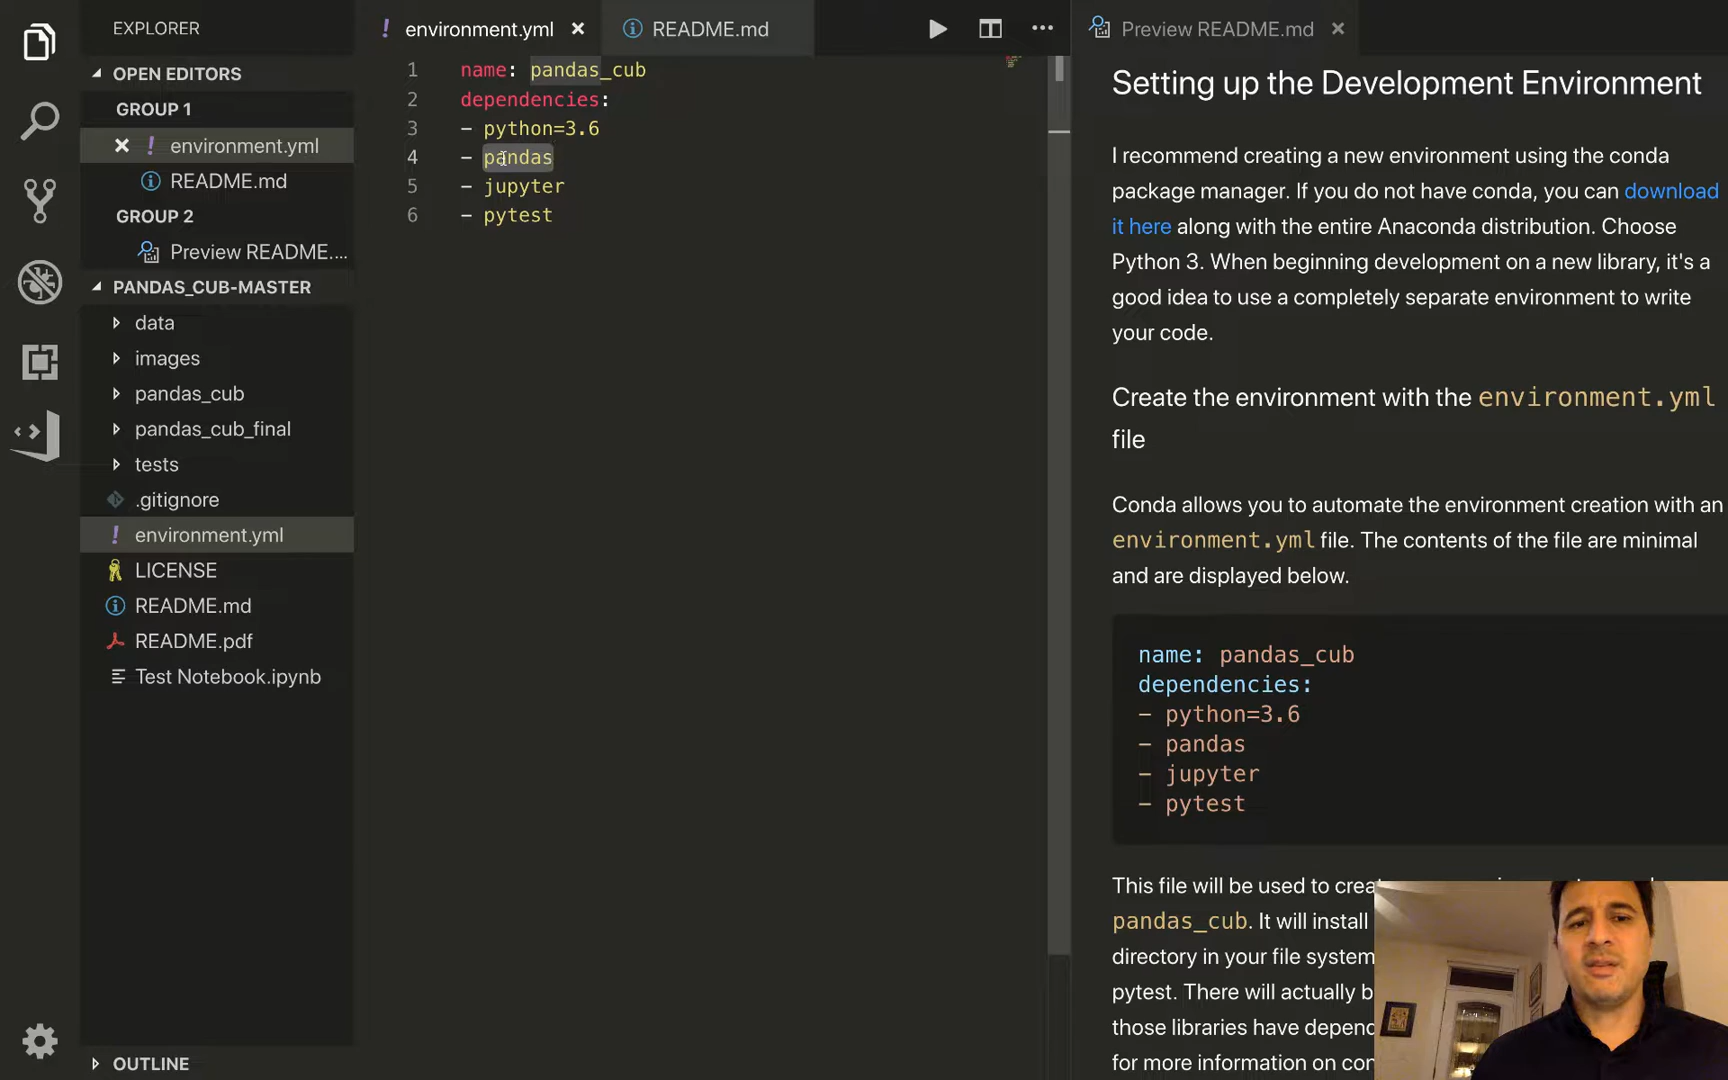 EXPLORER
OPEN EDITORS
GROUP 1
environment.yml
README.md
GROUP 2
Preview README....
PANDAS_CUB-MASTER
data
images
pandas_cub
pandas_cub_final
tests
.gitignore
environment.yml
LICENSE
README.md
README.pdf
Test Notebook.ipynb
OUTLINE
environment.yml
README.md
1 name: pandas_cub
2 dependencies:
3 - python=3.6
4 - pandas
5 - jupyter
6 - pytest
Preview README.md
Setting up the Development Environment
I recommend creating a new environment using the conda
package manager. If you do not have conda, you can download
it here along with the entire Anaconda distribution. Choose
Python 3. When beginning development on a new library, it's a
good idea to use a completely separate environment to write
your code.
Create the environment with the environment.yml
file
Conda allows you to automate the environment creation with an
environment.yml file. The contents of the file are minimal
and are displayed below.
name: pandas_cub
dependencies:
- python=3.6
- pandas
- jupyter
- pytest
This file will be used to
pandas_cub. It will install
directory in your file system
pytest. There will actually
those libraries have
for more information on